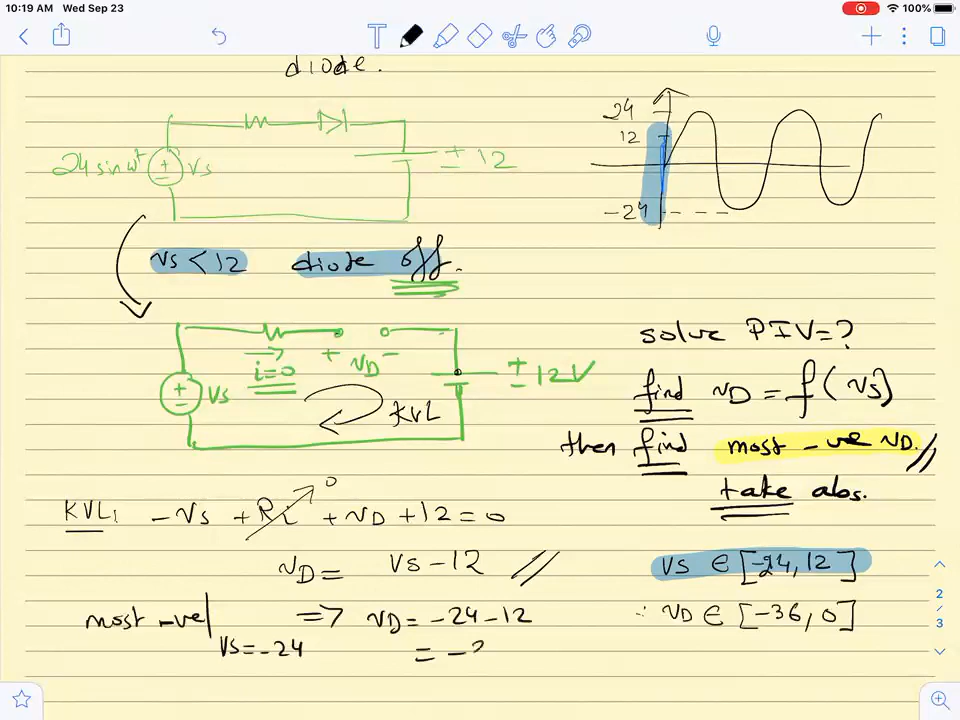 10:19 AM Wed Sep 23
100%
diode.
24 sin ωt
Vs
± 12
24
12
-24
Vs < 12 diode off.
i=0
+ VD -
Vs
KVL
± 12V
solve PIV=?
find VD = f(Vs)
then find most -ve VD.
take abs.
KVL, -Vs + Ri 0 + VD + 12 = 0
VD = Vs - 12
Vs ∈ [-24, 12]
most -ve| Vs=-24 => VD = -24 - 12
∴ VD ∈ [-36, 0]
= -3
2
/
3